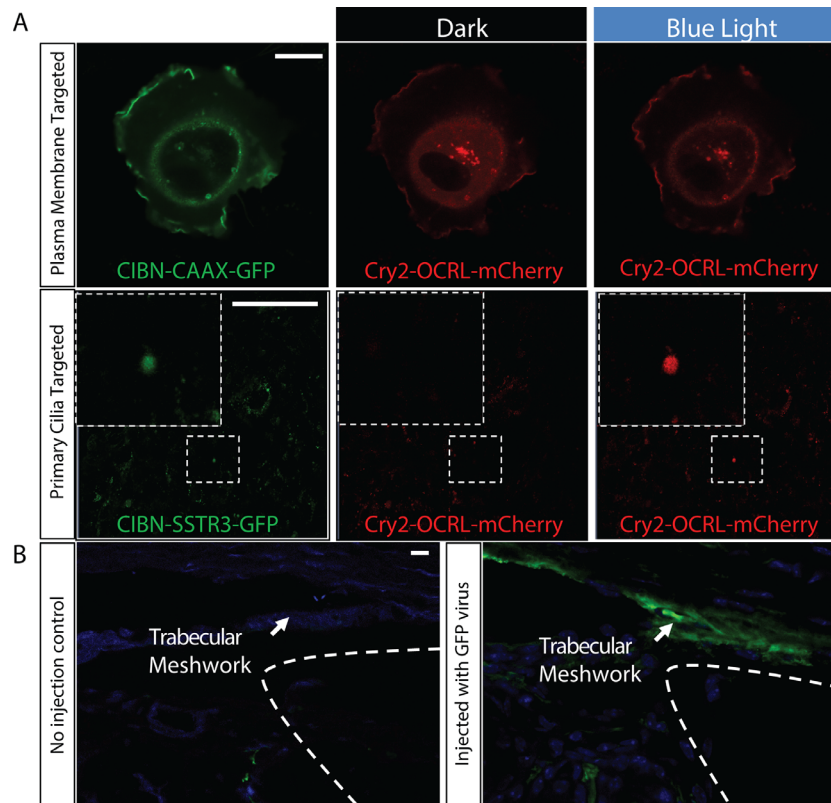 A
Dark
Blue Light
Plasma Membrane Targeted
CIBN-CAAX-GFP
Cry2-OCRL-mCherry
Cry2-OCRL-mCherry
Primary Cilia Targeted
CIBN-SSTR3-GFP
Cry2-OCRL-mCherry
Cry2-OCRL-mCherry
B
No injection control
Trabecular
Meshwork
Injected with GFP virus
Trabecular
Meshwork